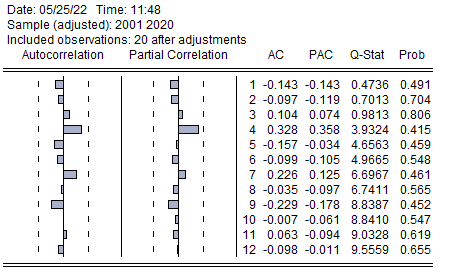 Date: 05/25/22 Time: 11:48
Sample (adjusted): 2001 2020
Included observations: 20 after adjustments
Autocorrelation Partial Correlation AC PAC Q-Stat Prob
1 -0.143 -0.143 0.4736 0.491
2 -0.097 -0.119 0.7013 0.704
3 0.104 0.074 0.9813 0.806
4 0.328 0.358 3.9324 0.415
5 -0.157 -0.034 4.6563 0.459
6 -0.099 -0.105 4.9665 0.548
7 0.226 0.125 6.6967 0.461
8 -0.035 -0.097 6.7411 0.565
9 -0.229 -0.178 8.8387 0.452
10 -0.007 -0.061 8.8410 0.547
11 0.063 -0.094 9.0328 0.619
12 -0.098 -0.011 9.5559 0.655